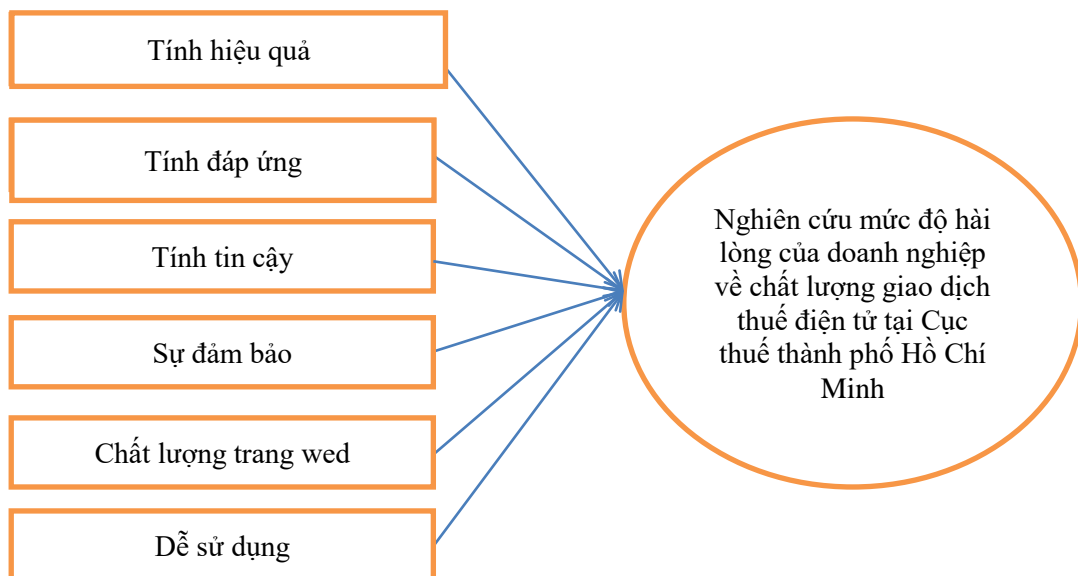 Tính hiệu quả
Tính đáp ứng
Tính tin cậy
Sự đảm bảo
Chất lượng trang wed
Dễ sử dụng
Nghiên cứu mức độ hài
lòng của doanh nghiệp
về chất lượng giao dịch
thuế điện tử tại Cục
thuế thành phố Hồ Chí
Minh